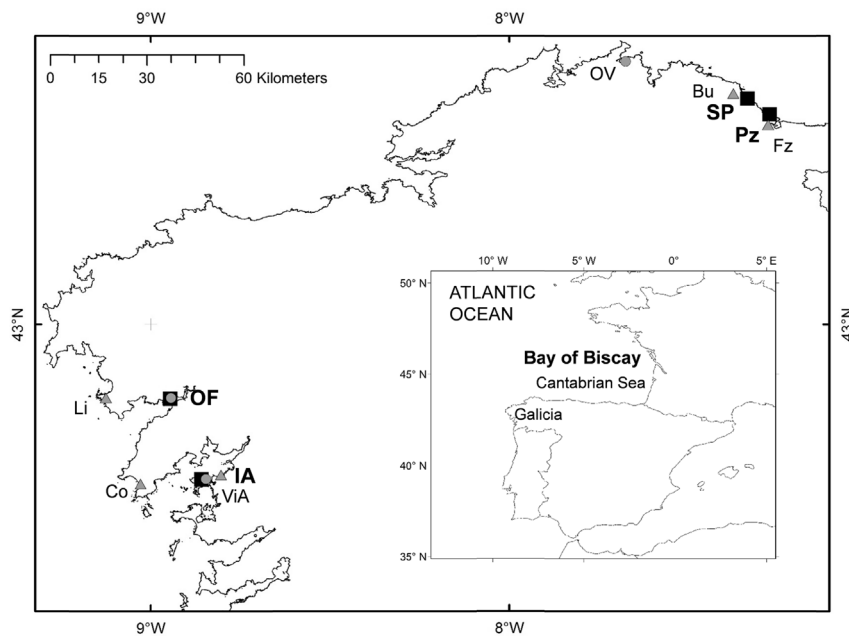 9°W 8°W
0 15 30 60 Kilometers
OV
Bu
SP
Pz
Fz
43°N 43°N
10° W 5° W 0° 5° E
50° N
ATLANTIC
OCEAN
Bay of Biscay
45° N
Cantabrian Sea
Galicia
40° N
35° N
Li
OF
IA
Co
ViA
9°W 8°W